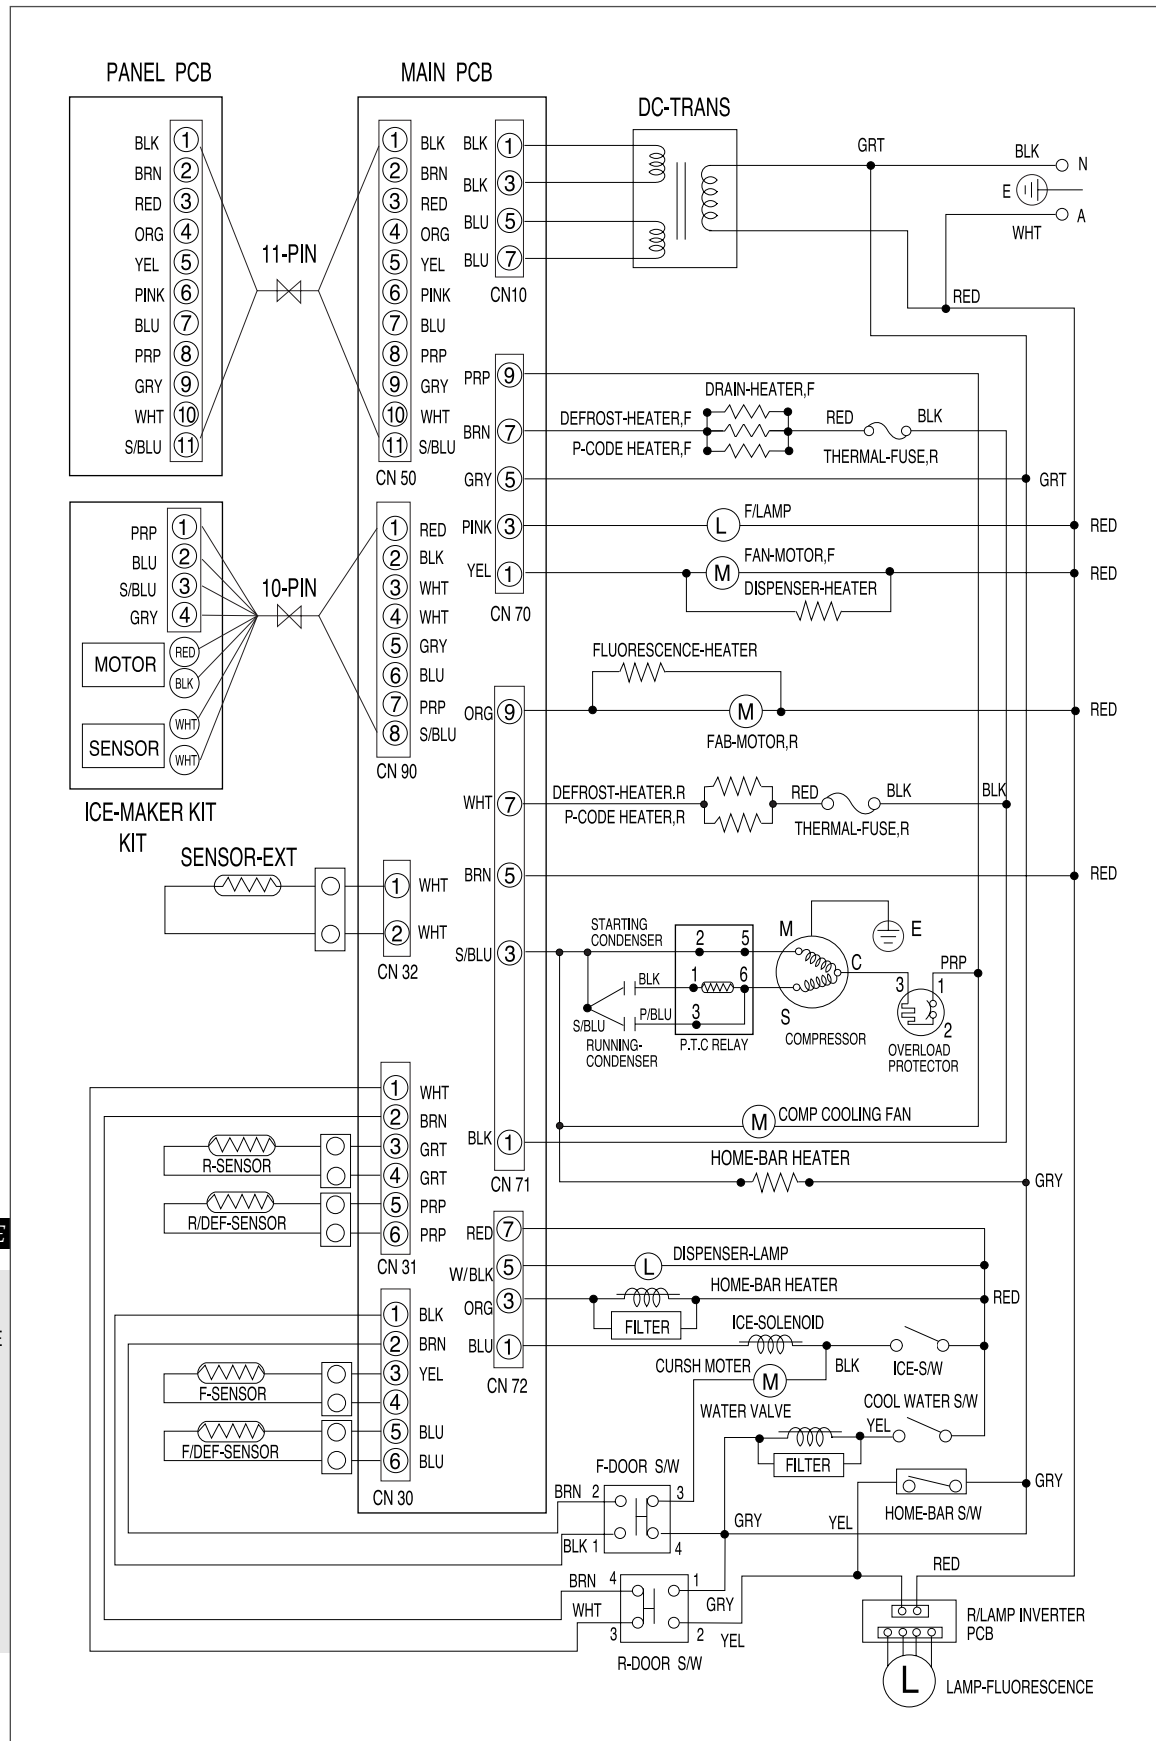 PANEL PCB
MAIN PCB
DC-TRANS
BLK 1
BRN 2
RED 3
ORG 4
YEL 5
PINK 6
BLU 7
PRP 8
GRY 9
WHT 10
S/BLU 11
11-PIN
1 BLK
2 BRN
3 RED
4 ORG
5 YEL
6 PINK
7 BLU
8 PRP
9 GRY
10 WHT
11 S/BLU
CN 50
BLK 1
BLK 3
BLU 5
BLU 7
CN10
GRT
BLK N
E
WHT A
RED
PRP 9
BRN 7
GRY 5
PINK 3
YEL 1
CN 70
DRAIN-HEATER,F
DEFROST-HEATER,F
P-CODE HEATER,F
RED
BLK
THERMAL-FUSE,R
GRT
L F/LAMP
RED
M FAN-MOTOR,F
RED
DISPENSER-HEATER
PRP 1
BLU 2
S/BLU 3
GRY 4
MOTOR
RED
BLK
SENSOR
WHT
WHT
ICE-MAKER KIT
KIT
10-PIN
1 RED
2 BLK
3 WHT
4 WHT
5 GRY
6 BLU
7 PRP
8 S/BLU
CN 90
FLUORESCENCE-HEATER
ORG 9
M
FAB-MOTOR,R
RED
WHT 7
DEFROST-HEATER.R
P-CODE HEATER,R
RED
BLK
BLK
THERMAL-FUSE,R
BRN 5
RED
SENSOR-EXT
1 WHT
2 WHT
CN 32
S/BLU 3
STARTING
CONDENSER
2 5
1 6
3
BLK
P/BLU
S/BLU
RUNNING-
CONDENSER
P.T.C RELAY
M
C
S
COMPRESSOR
E
PRP
3 1
2
OVERLOAD
PROTECTOR
M COMP COOLING FAN
BLK 1
CN 71
HOME-BAR HEATER
GRY
1 WHT
2 BRN
3 GRT
4 GRT
5 PRP
6 PRP
CN 31
R-SENSOR
R/DEF-SENSOR
RED 7
W/BLK 5
ORG 3
BLU 1
CN 72
L DISPENSER-LAMP
HOME-BAR HEATER
FILTER
RED
ICE-SOLENOID
BLK
ICE-S/W
CURSH MOTER
M
WATER VALVE
FILTER
YEL
COOL WATER S/W
1 BLK
2 BRN
3 YEL
4
5 BLU
6 BLU
CN 30
F-SENSOR
F/DEF-SENSOR
F-DOOR S/W
BRN 2 3
BLK 1 4
GRY
YEL
HOME-BAR S/W
GRY
BRN 4 1
WHT 3 2
GRY
YEL
R-DOOR S/W
RED
R/LAMP INVERTER
PCB
L LAMP-FLUORESCENCE
E